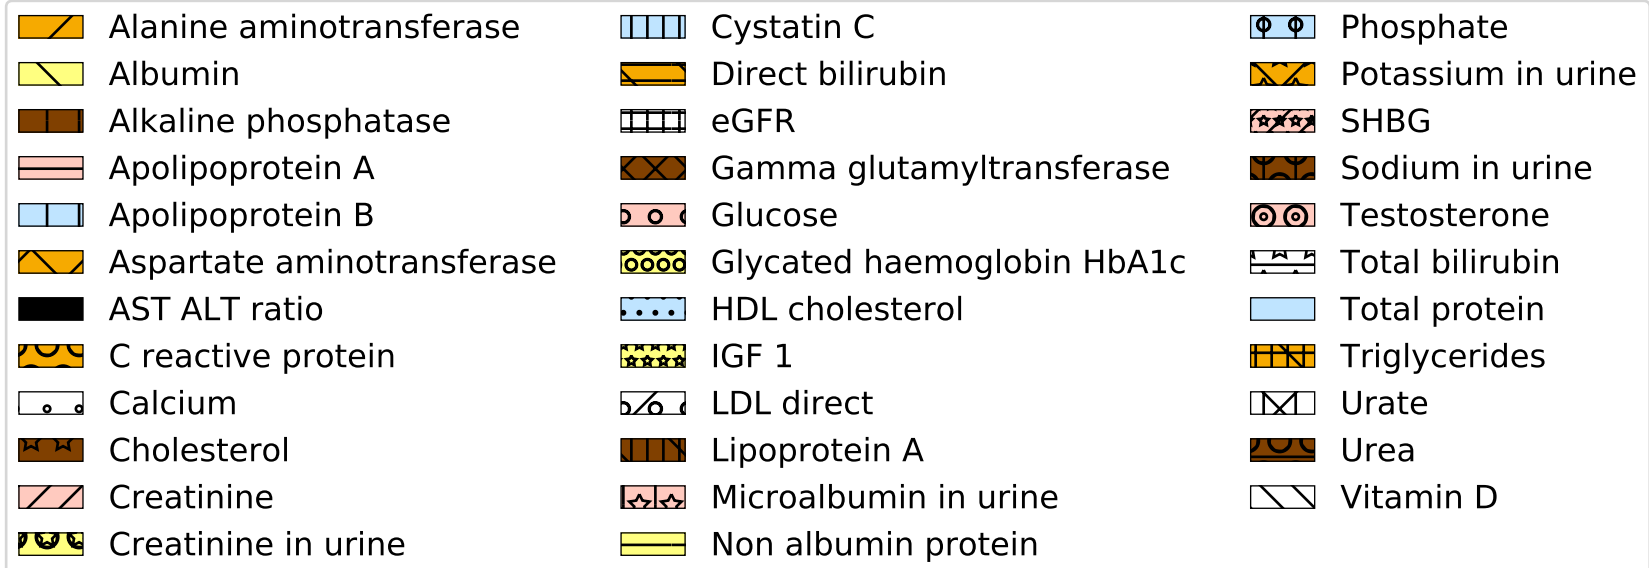 Alanine aminotransferase
Albumin
Alkaline phosphatase
Apolipoprotein A
Apolipoprotein B
Aspartate aminotransferase
AST ALT ratio
C reactive protein
Calcium
Cholesterol
Creatinine
Creatinine in urine
Cystatin C
Direct bilirubin
eGFR
Gamma glutamyltransferase
Glucose
Glycated haemoglobin HbA1c
HDL cholesterol
IGF 1
LDL direct
Lipoprotein A
Microalbumin in urine
Non albumin protein
Phosphate
Potassium in urine
SHBG
Sodium in urine
Testosterone
Total bilirubin
Total protein
Triglycerides
Urate
Urea
Vitamin D